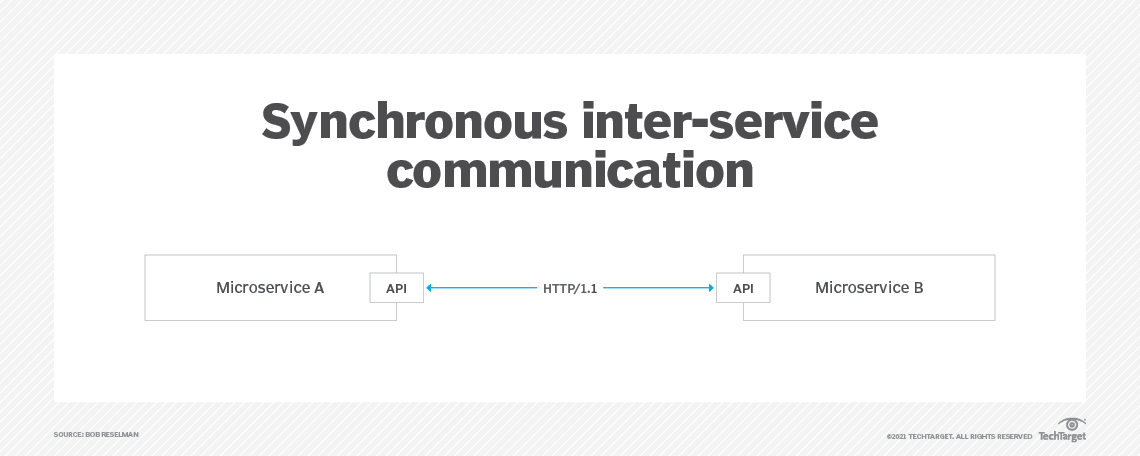 Synchronous inter-service
communication
Microservice A
API
HTTP/1.1
API
Microservice B
SOURCE: BOB RESELMAN
©2021 TECHTARGET. ALL RIGHTS RESERVED
TechTarget